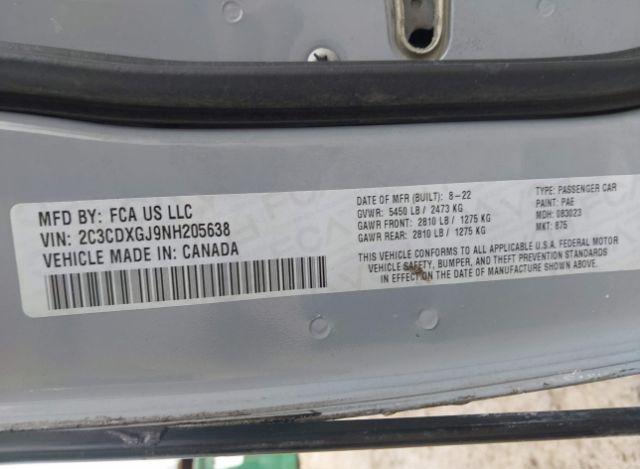 MFD BY: FCA US LLC
VIN: 2C3CDXGJ9NH205638
VEHICLE MADE IN: CANADA
DATE OF MFR (BUILT): 8-22
GVWR: 5450 LB / 2473 KG
GAWR FRONT: 2810 LB / 1275 KG
GAWR REAR: 2810 LB / 1275 KG
TYPE: PASSENGER CAR
PAINT: PAE
MDH: 083023
MKT: 875
THIS VEHICLE CONFORMS TO ALL APPLICABLE U.S.A. FEDERAL MOTOR
VEHICLE SAFETY, BUMPER, AND THEFT PREVENTION STANDARDS
IN EFFECT ON THE DATE OF MANUFACTURE SHOWN ABOVE.